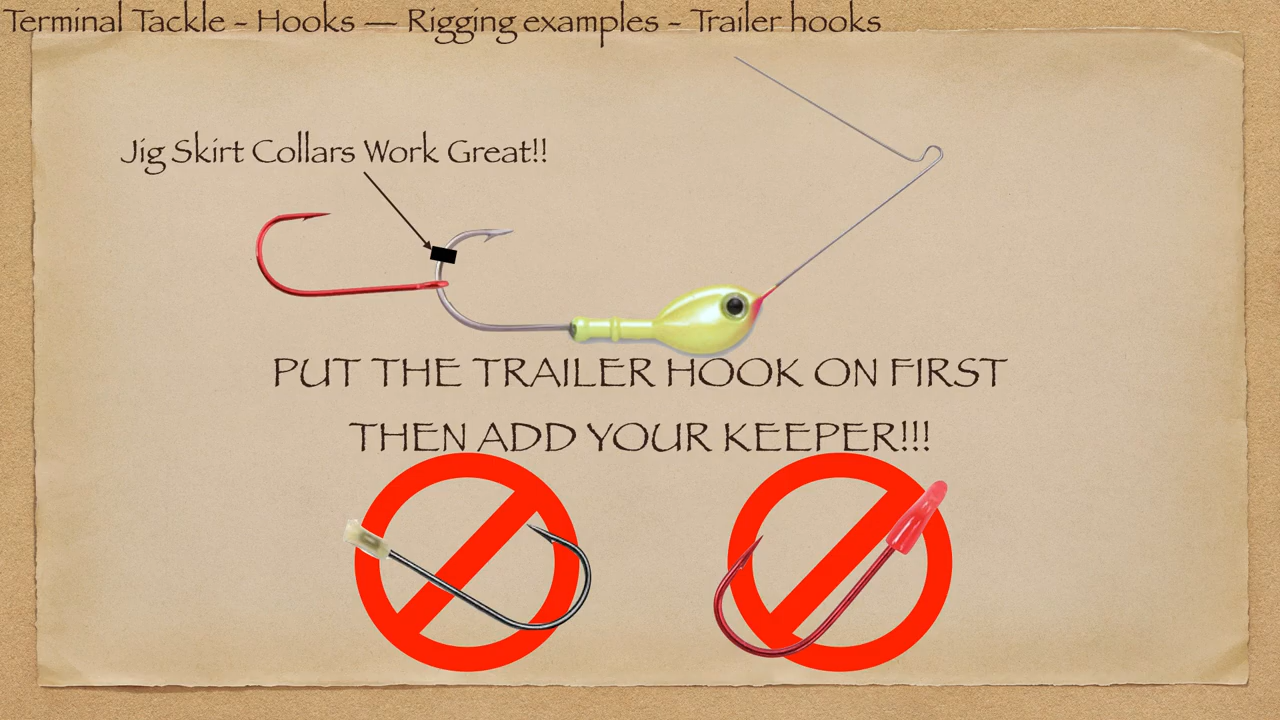 Terminal Tackle - Hooks — Rigging examples - Trailer hooks
Jig Skirt Collars Work Great!!
PUT THE TRAILER HOOK ON FIRST
THEN ADD YOUR KEEPER!!!